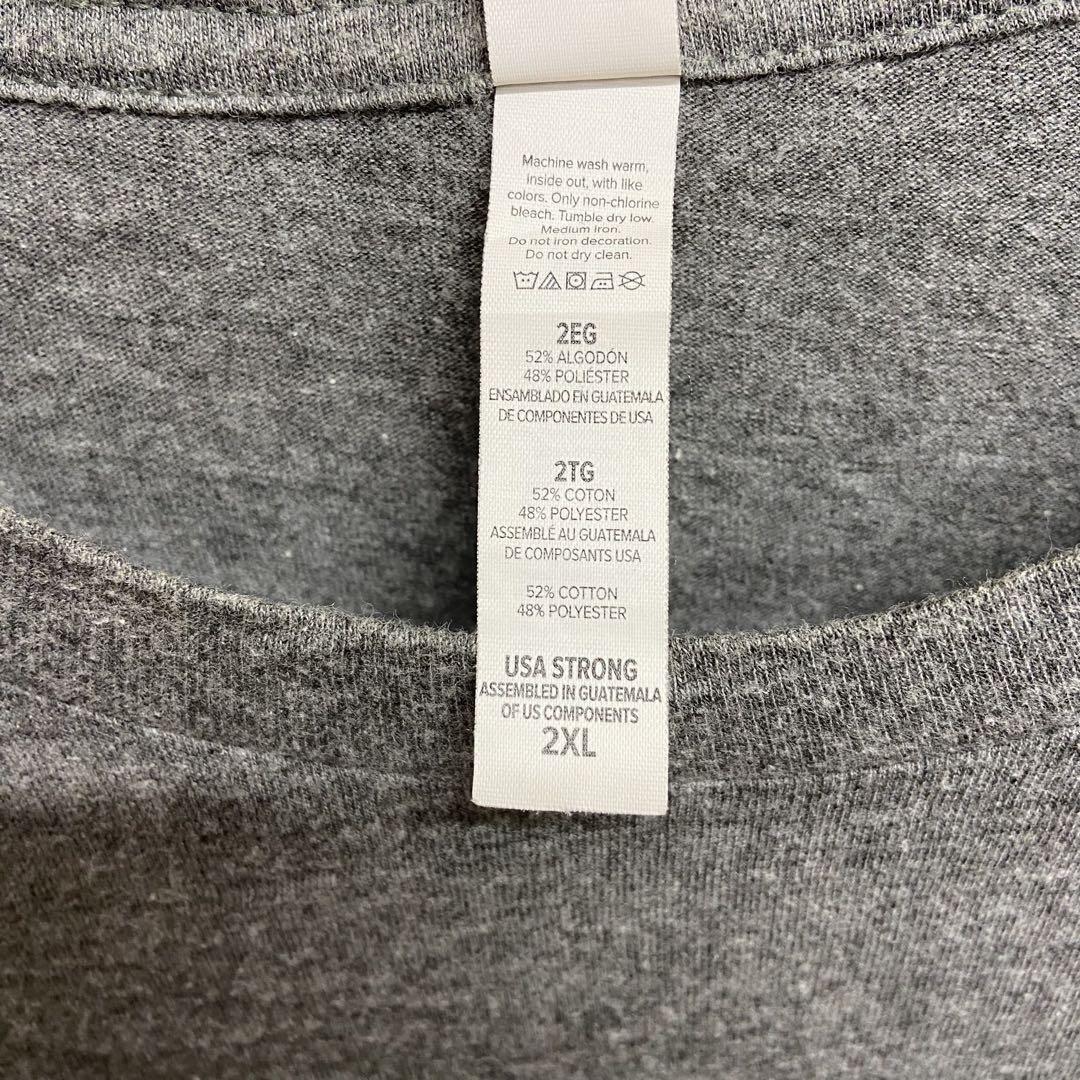 Machine wash warm,
inside out, with like
colors. Only non-chlorine
bleach. Tumble dry low.
Medium Iron.
Do not iron decoration.
Do not dry clean.
2EG
52% ALGODÓN
48% POLIÉSTER
ENSAMBLADO EN GUATEMALA
DE COMPONENTES DE USA
2TG
52% COTON
48% POLYESTER
ASSEMBLÉ AU GUATEMALA
DE COMPOSANTS USA
52% COTTON
48% POLYESTER
USA STRONG
ASSEMBLED IN GUATEMALA
OF US COMPONENTS
2XL